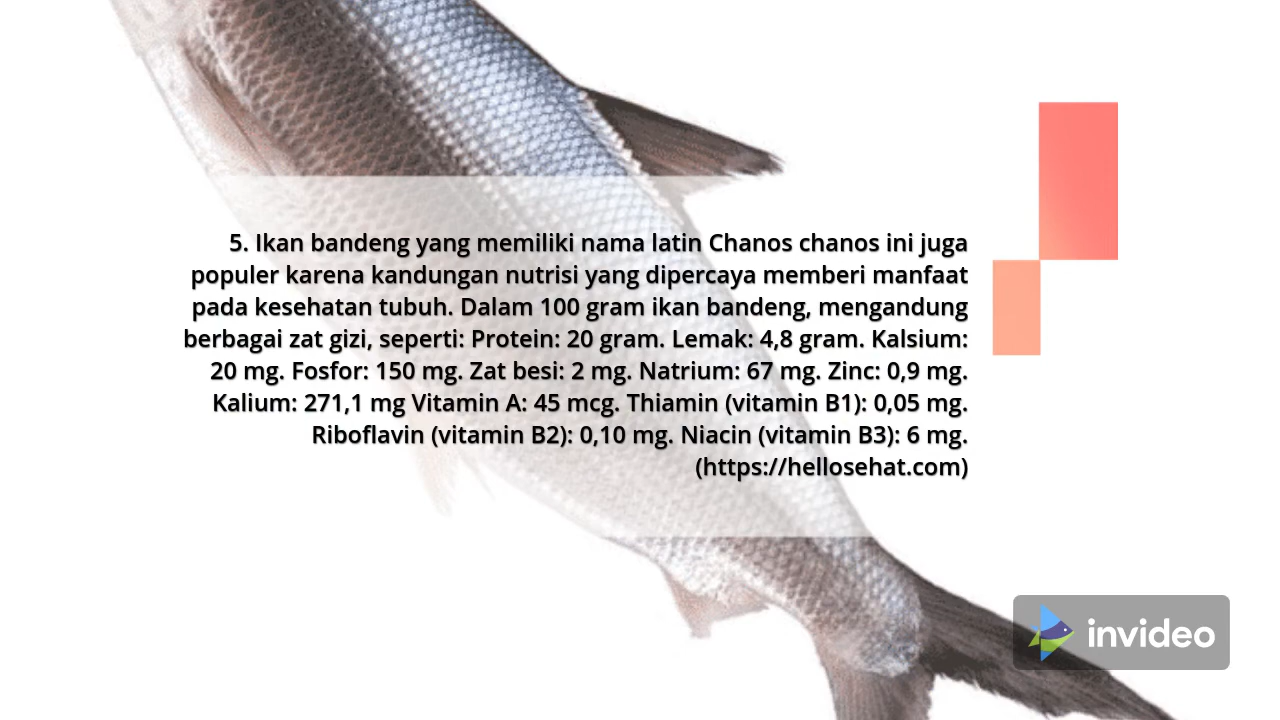 5. Ikan bandeng yang memiliki nama latin Chanos chanos ini juga
populer karena kandungan nutrisi yang dipercaya memberi manfaat
pada kesehatan tubuh. Dalam 100 gram ikan bandeng, mengandung
berbagai zat gizi, seperti: Protein: 20 gram. Lemak: 4,8 gram. Kalsium:
20 mg. Fosfor: 150 mg. Zat besi: 2 mg. Natrium: 67 mg. Zinc: 0,9 mg.
Kalium: 271,1 mg Vitamin A: 45 mcg. Thiamin (vitamin B1): 0,05 mg.
Riboflavin (vitamin B2): 0,10 mg. Niacin (vitamin B3): 6 mg.
(https://hellosehat.com)
invideo